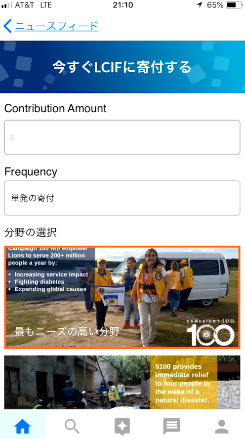 AT&T LTE 21:10 65%
ニュースフィード
今すぐLCIFに寄付する
Contribution Amount
$
Frequency
単発の寄付
分野の選択
Campaign 100 will empower
Lions to serve 200+ million
people a year by:
• Increasing service impact
• Fighting diabetes
• Expanding global causes
最もニーズの高い分野
CAMPAIGN 100
100
$100 provides
immediate relief
to four people in
the wake of a
natural disaster.